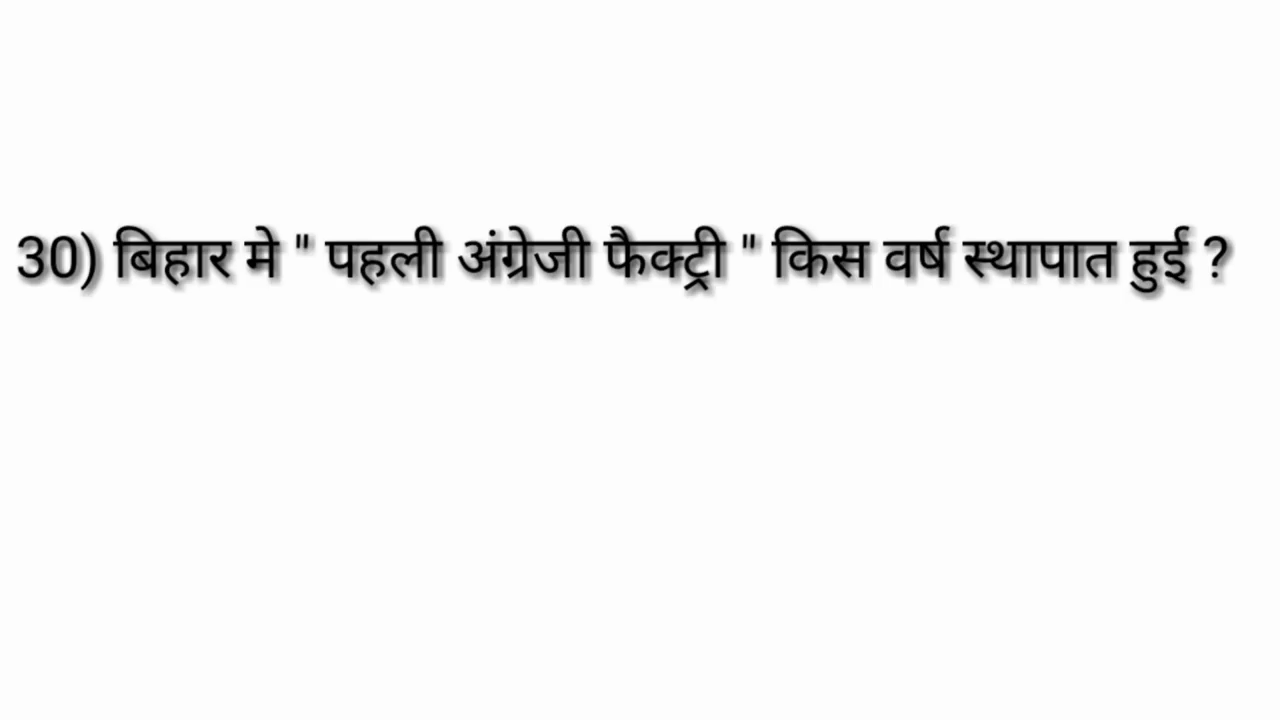 30) बिहार मे " पहली अंग्रेजी फैक्ट्री " किस वर्ष स्थापात हुई ?